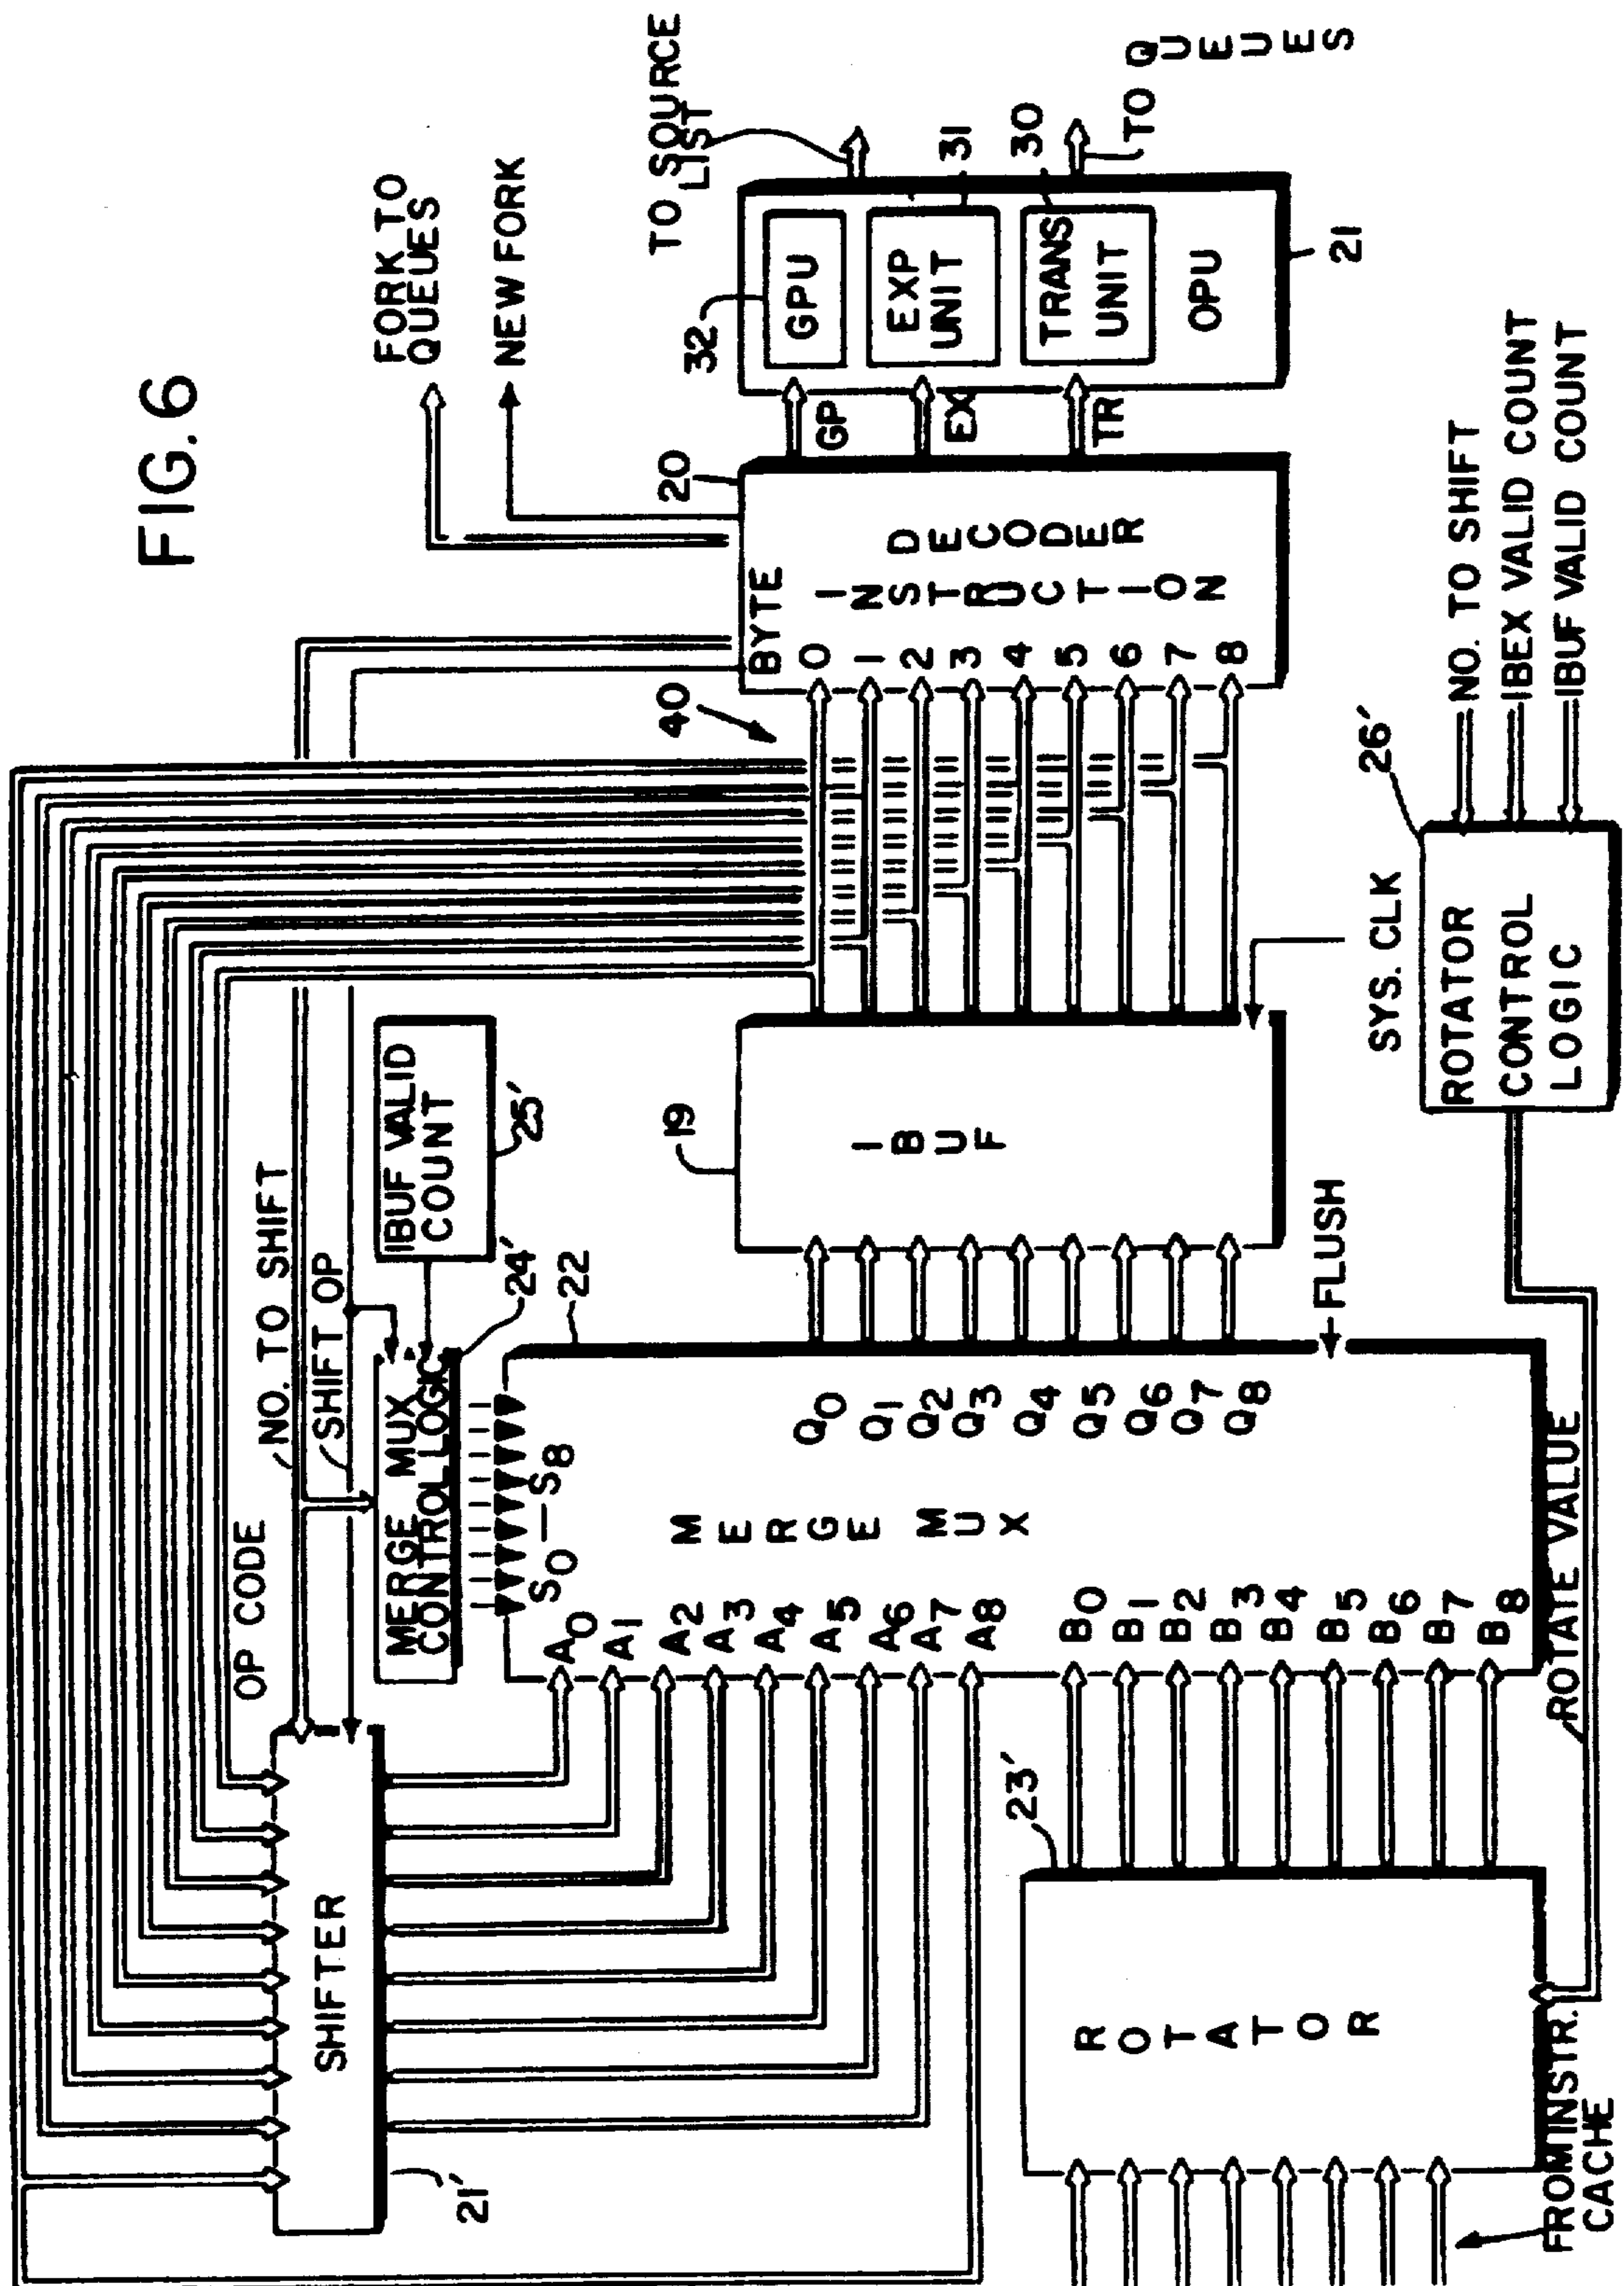 FIG. 6
FORK TO
QUEUES
NEW FORK
TO SOURCE
LIST
TO QUEUES
OP CODE
NO. TO SHIFT
SHIFT OP
SHIFTER
21'
MERGE MUX
CONTROL LOGIC
24'
IBUF VALID
COUNT
25'
40
20
BYTE
0
1
2
3
4
5
6
7
8
INSTRUCTION
DECODER
GP
EX
TR
32
GPU
EXP
UNIT
31
TRANS
UNIT
30
OPU
21
19
IBUF
SYS. CLK
22
S0 — S8
A0
A1
A2
A3
A4
A5
A6
A7
A8
MERGE MUX
Q0
Q1
Q2
Q3
Q4
Q5
Q6
Q7
Q8
B0
B1
B2
B3
B4
B5
B6
B7
B8
FLUSH
23'
ROTATOR
FROM INSTR.
CACHE
ROTATE VALUE
ROTATOR
CONTROL
LOGIC
26'
NO. TO SHIFT
IBEX VALID COUNT
IBUF VALID COUNT